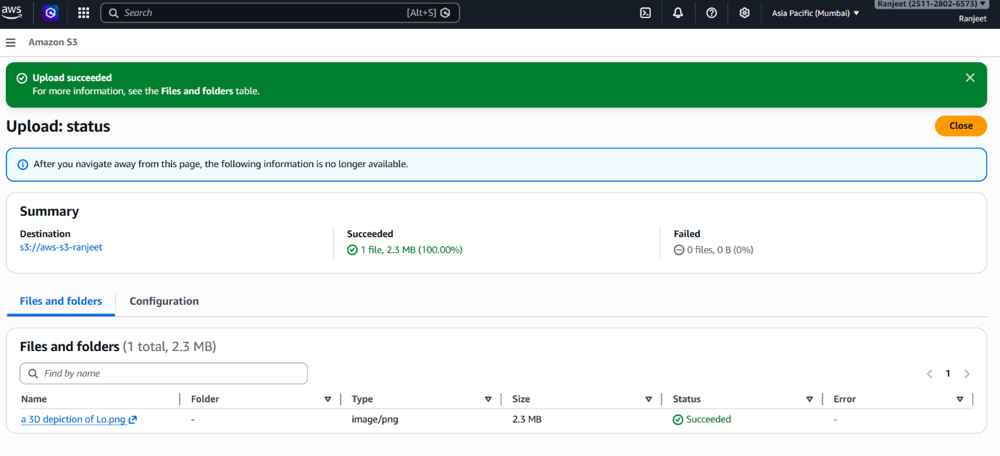 aws
Search [Alt+S]
Asia Pacific (Mumbai)
Ranjeet (2511-2802-6573)
Ranjeet
Amazon S3
Upload succeeded
For more information, see the Files and folders table.
Upload: status
Close
After you navigate away from this page, the following information is no longer available.
Summary
Destination Succeeded Failed
s3://aws-s3-ranjeet 1 file, 2.3 MB (100.00%) 0 files, 0 B (0%)
Files and folders Configuration
Files and folders (1 total, 2.3 MB)
Find by name
1
Name Folder Type Size Status Error
a 3D depiction of Lo.png - image/png 2.3 MB Succeeded -